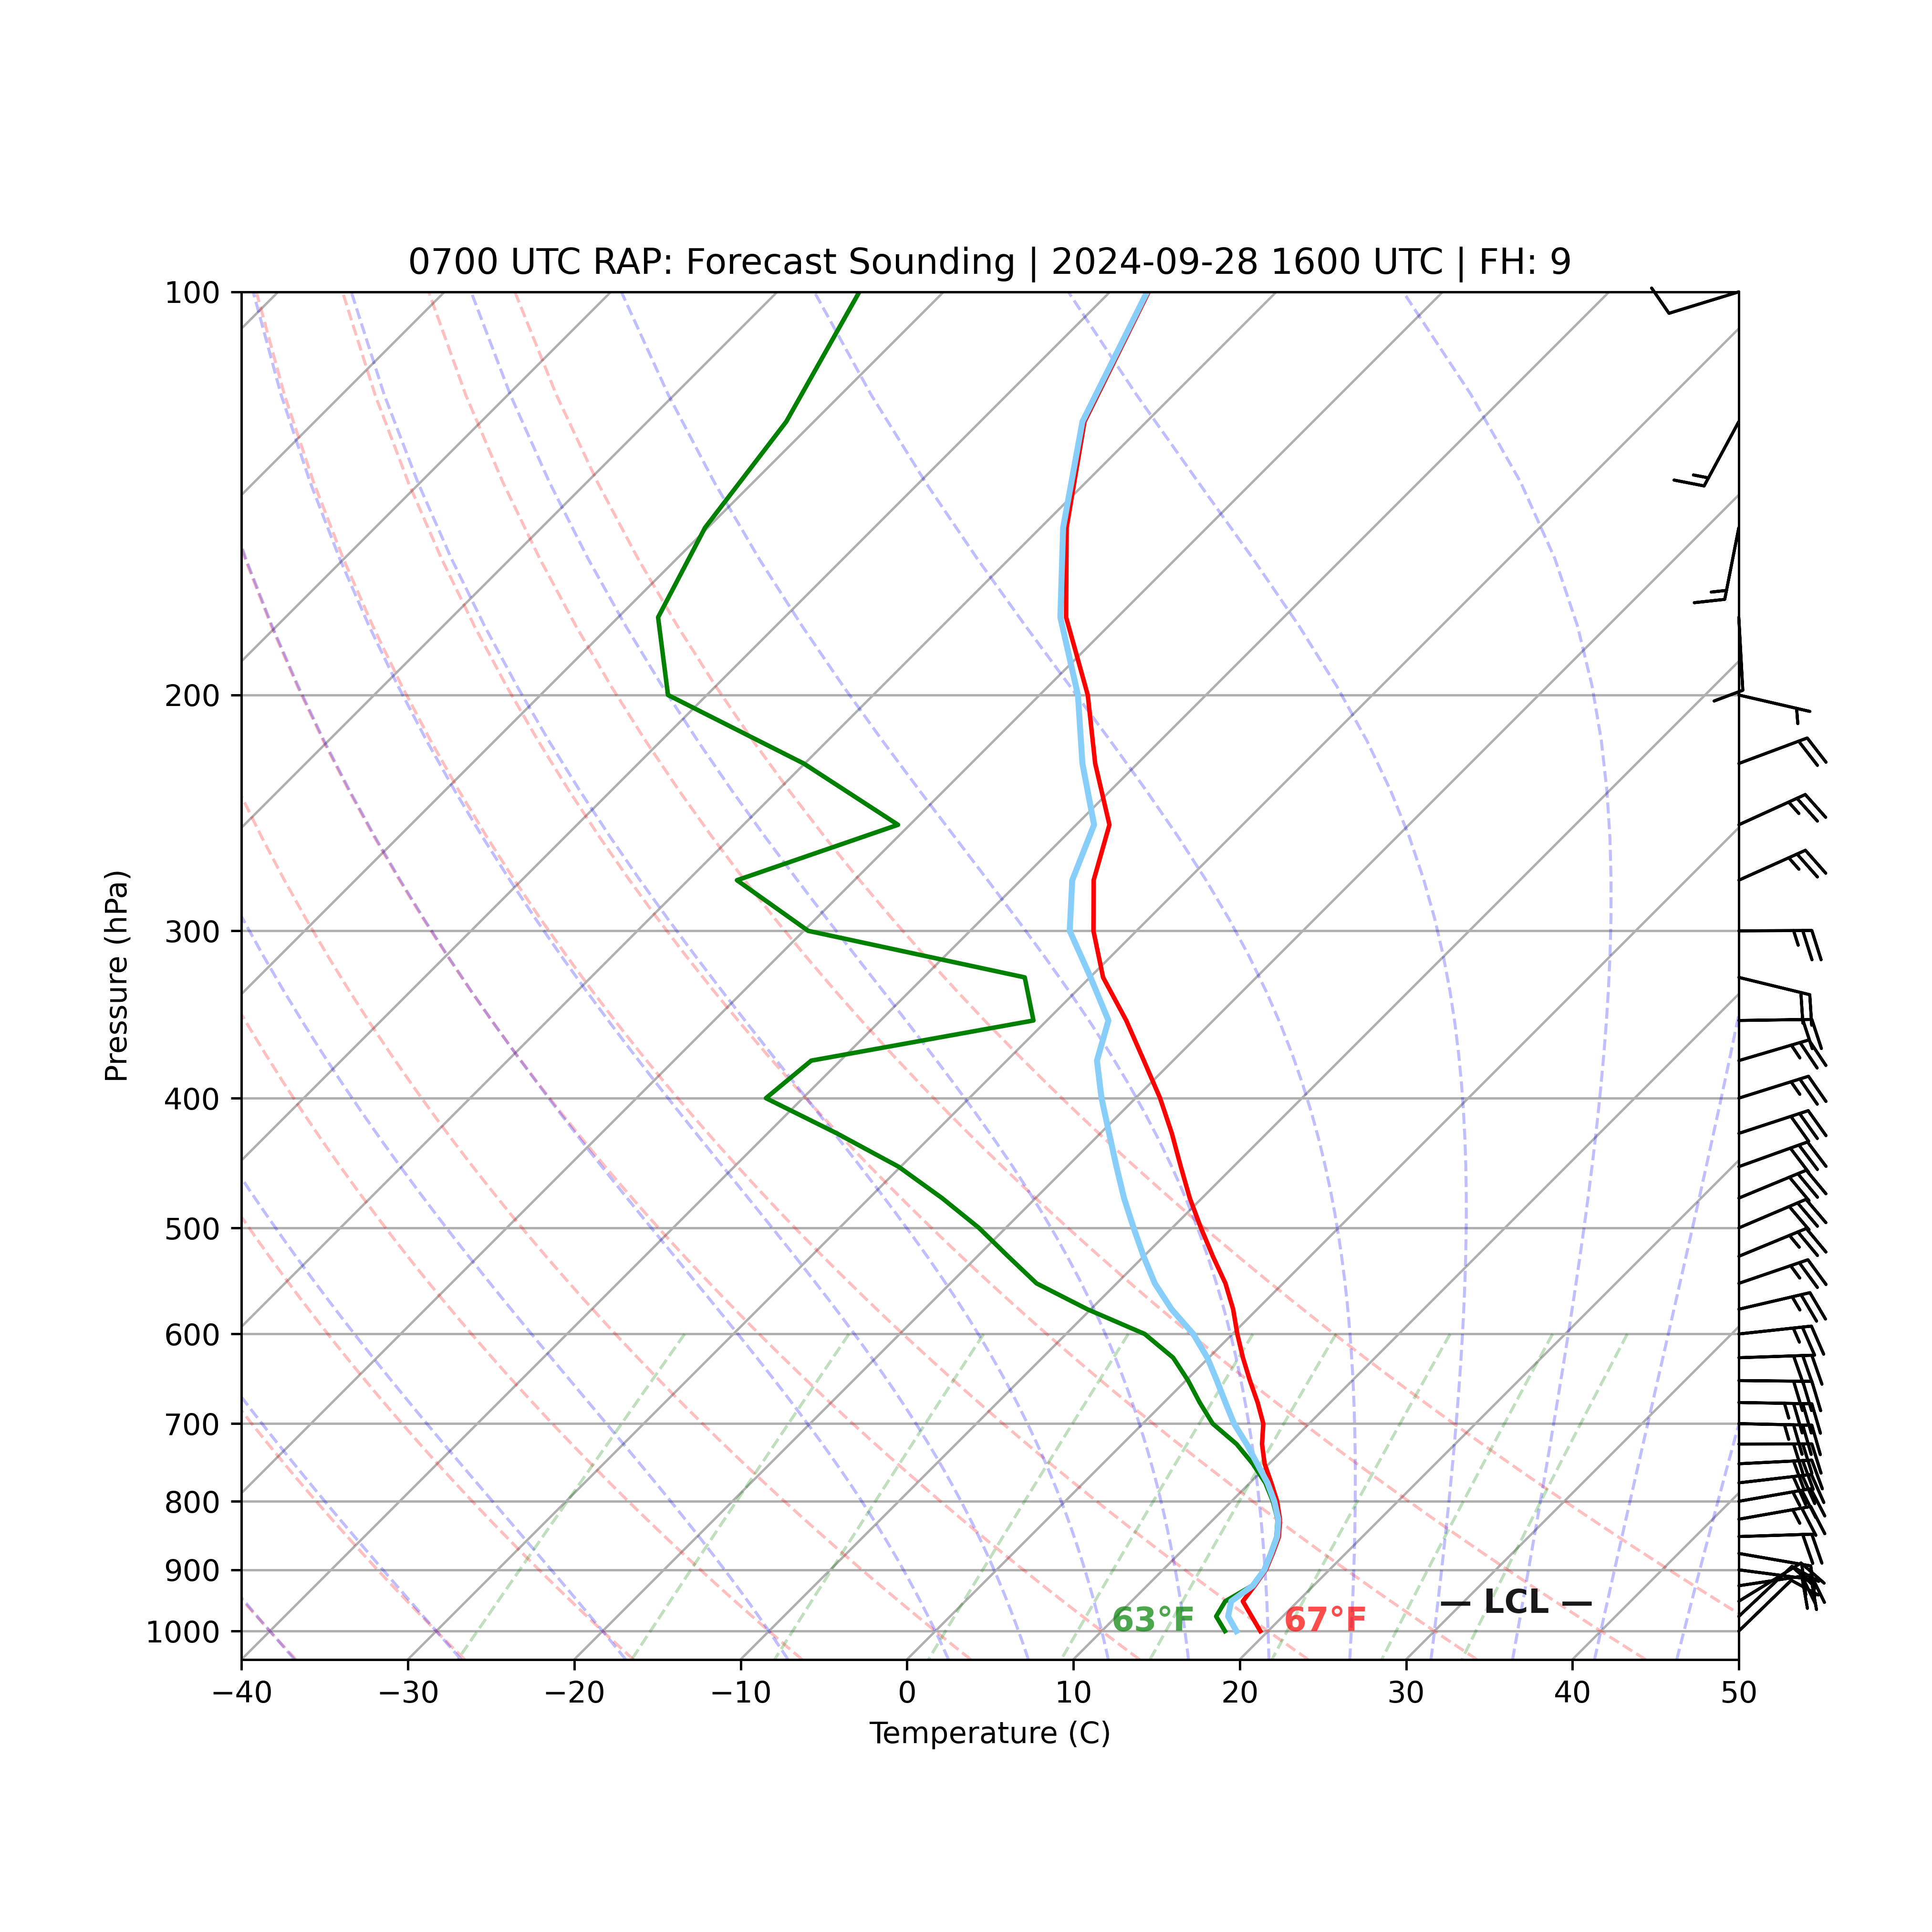 0700 UTC RAP: Forecast Sounding | 2024-09-28 1600 UTC | FH: 9
100
200
300
400
500
600
700
800
900
1000
Pressure (hPa)
63°F
67°F
— LCL —
−40 −30 −20 −10 0 10 20 30 40 50
Temperature (C)